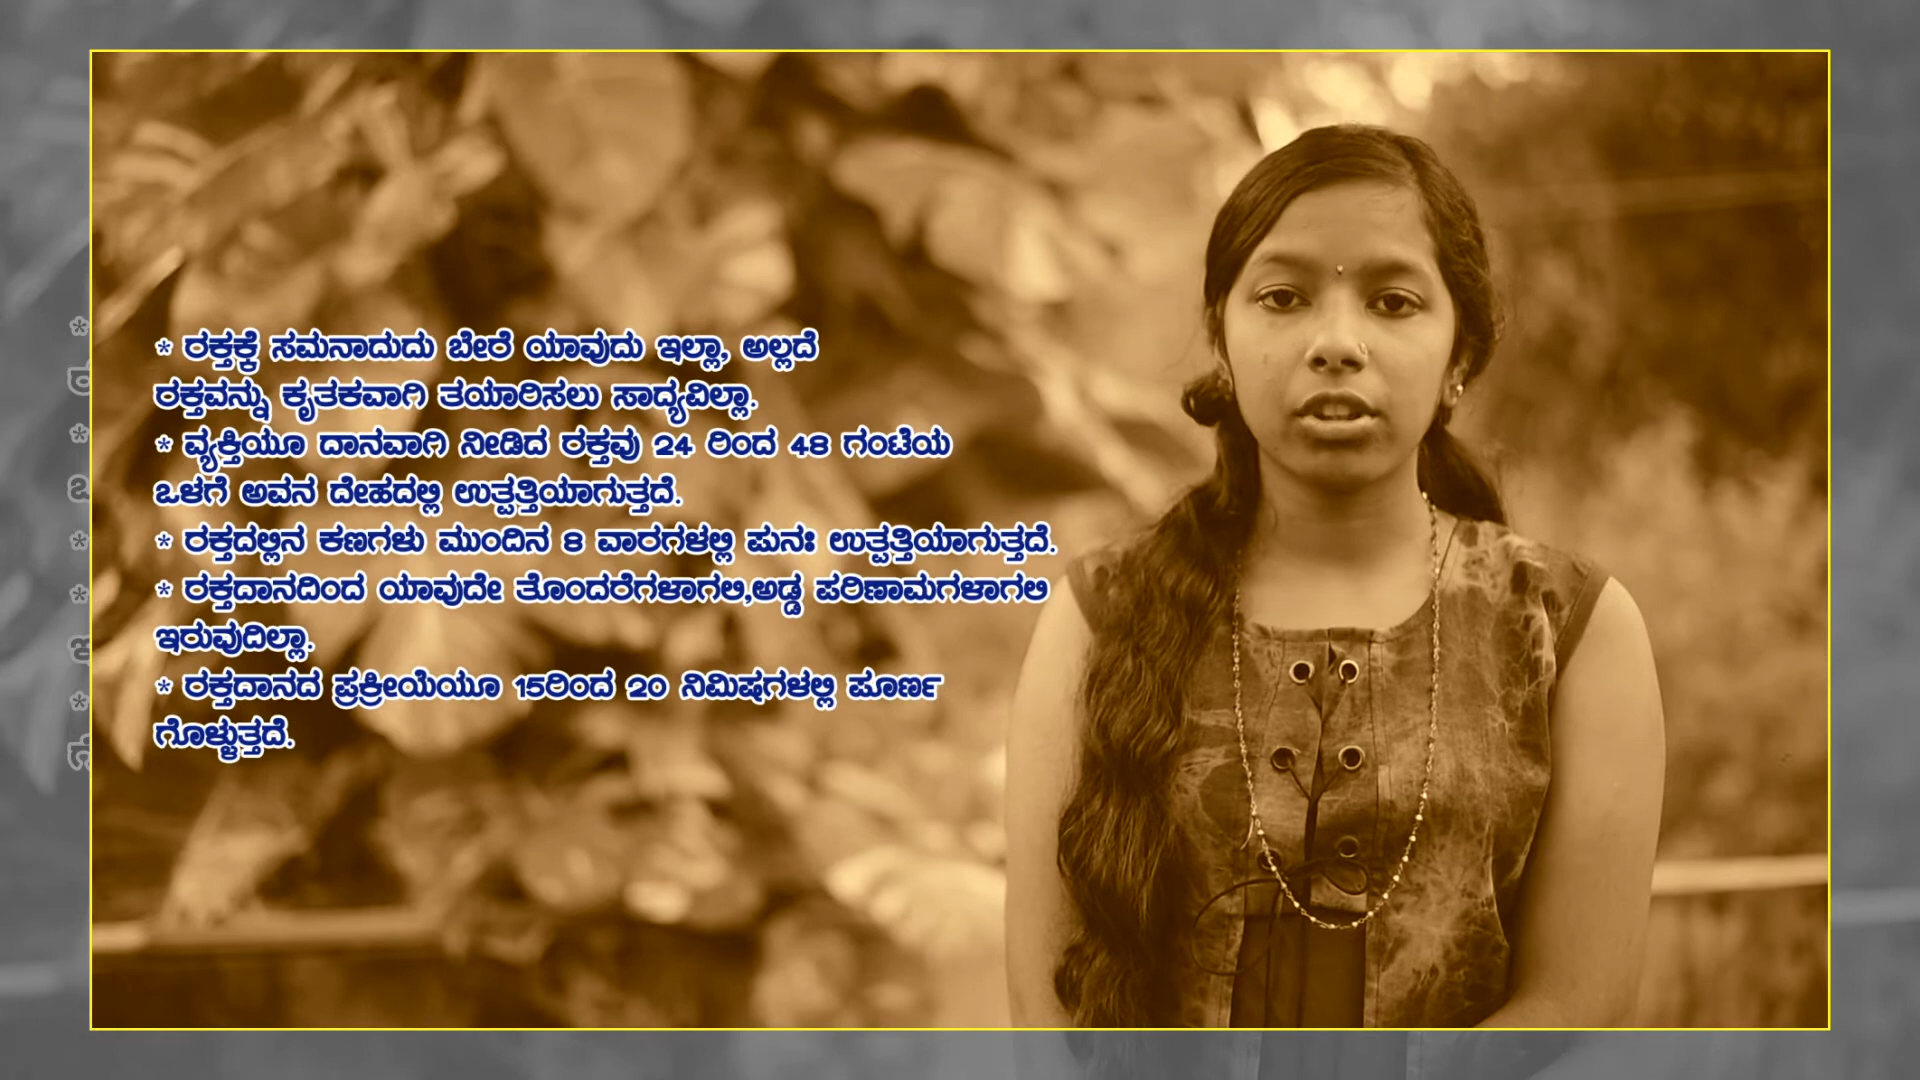 * ರಕ್ತಕ್ಕೆ ಸಮನಾದುದು ಬೇರೆ ಯಾವುದು ಇಲ್ಲಾ, ಅಲ್ಲದೆ
ರಕ್ತವನ್ನು ಕೃತಕವಾಗಿ ತಯಾರಿಸಲು ಸಾದ್ಯವಿಲ್ಲಾ.
* ವ್ಯಕ್ತಿಯೂ ದಾನವಾಗಿ ನೀಡಿದ ರಕ್ತವು 24 ರಿಂದ 48 ಗಂಟೆಯ
ಒಳಗೆ ಅವನ ದೇಹದಲ್ಲಿ ಉತ್ಪತ್ತಿಯಾಗುತ್ತದೆ.
* ರಕ್ತದಲ್ಲಿನ ಕಣಗಳು ಮುಂದಿನ 8 ವಾರಗಳಲ್ಲಿ ಪುನಃ ಉತ್ಪತ್ತಿಯಾಗುತ್ತದೆ.
* ರಕ್ತದಾನದಿಂದ ಯಾವುದೇ ತೊಂದರೆಗಳಾಗಲಿ,ಅಡ್ಡ ಪರಿಣಾಮಗಳಾಗಲಿ
ಇರುವುದಿಲ್ಲಾ.
* ರಕ್ತದಾನದ ಪ್ರಕ್ರೀಯೆಯೂ 15ರಿಂದ 20 ನಿಮಿಷಗಳಲ್ಲಿ ಪೂರ್ಣ
ಗೊಳ್ಳುತ್ತದೆ.